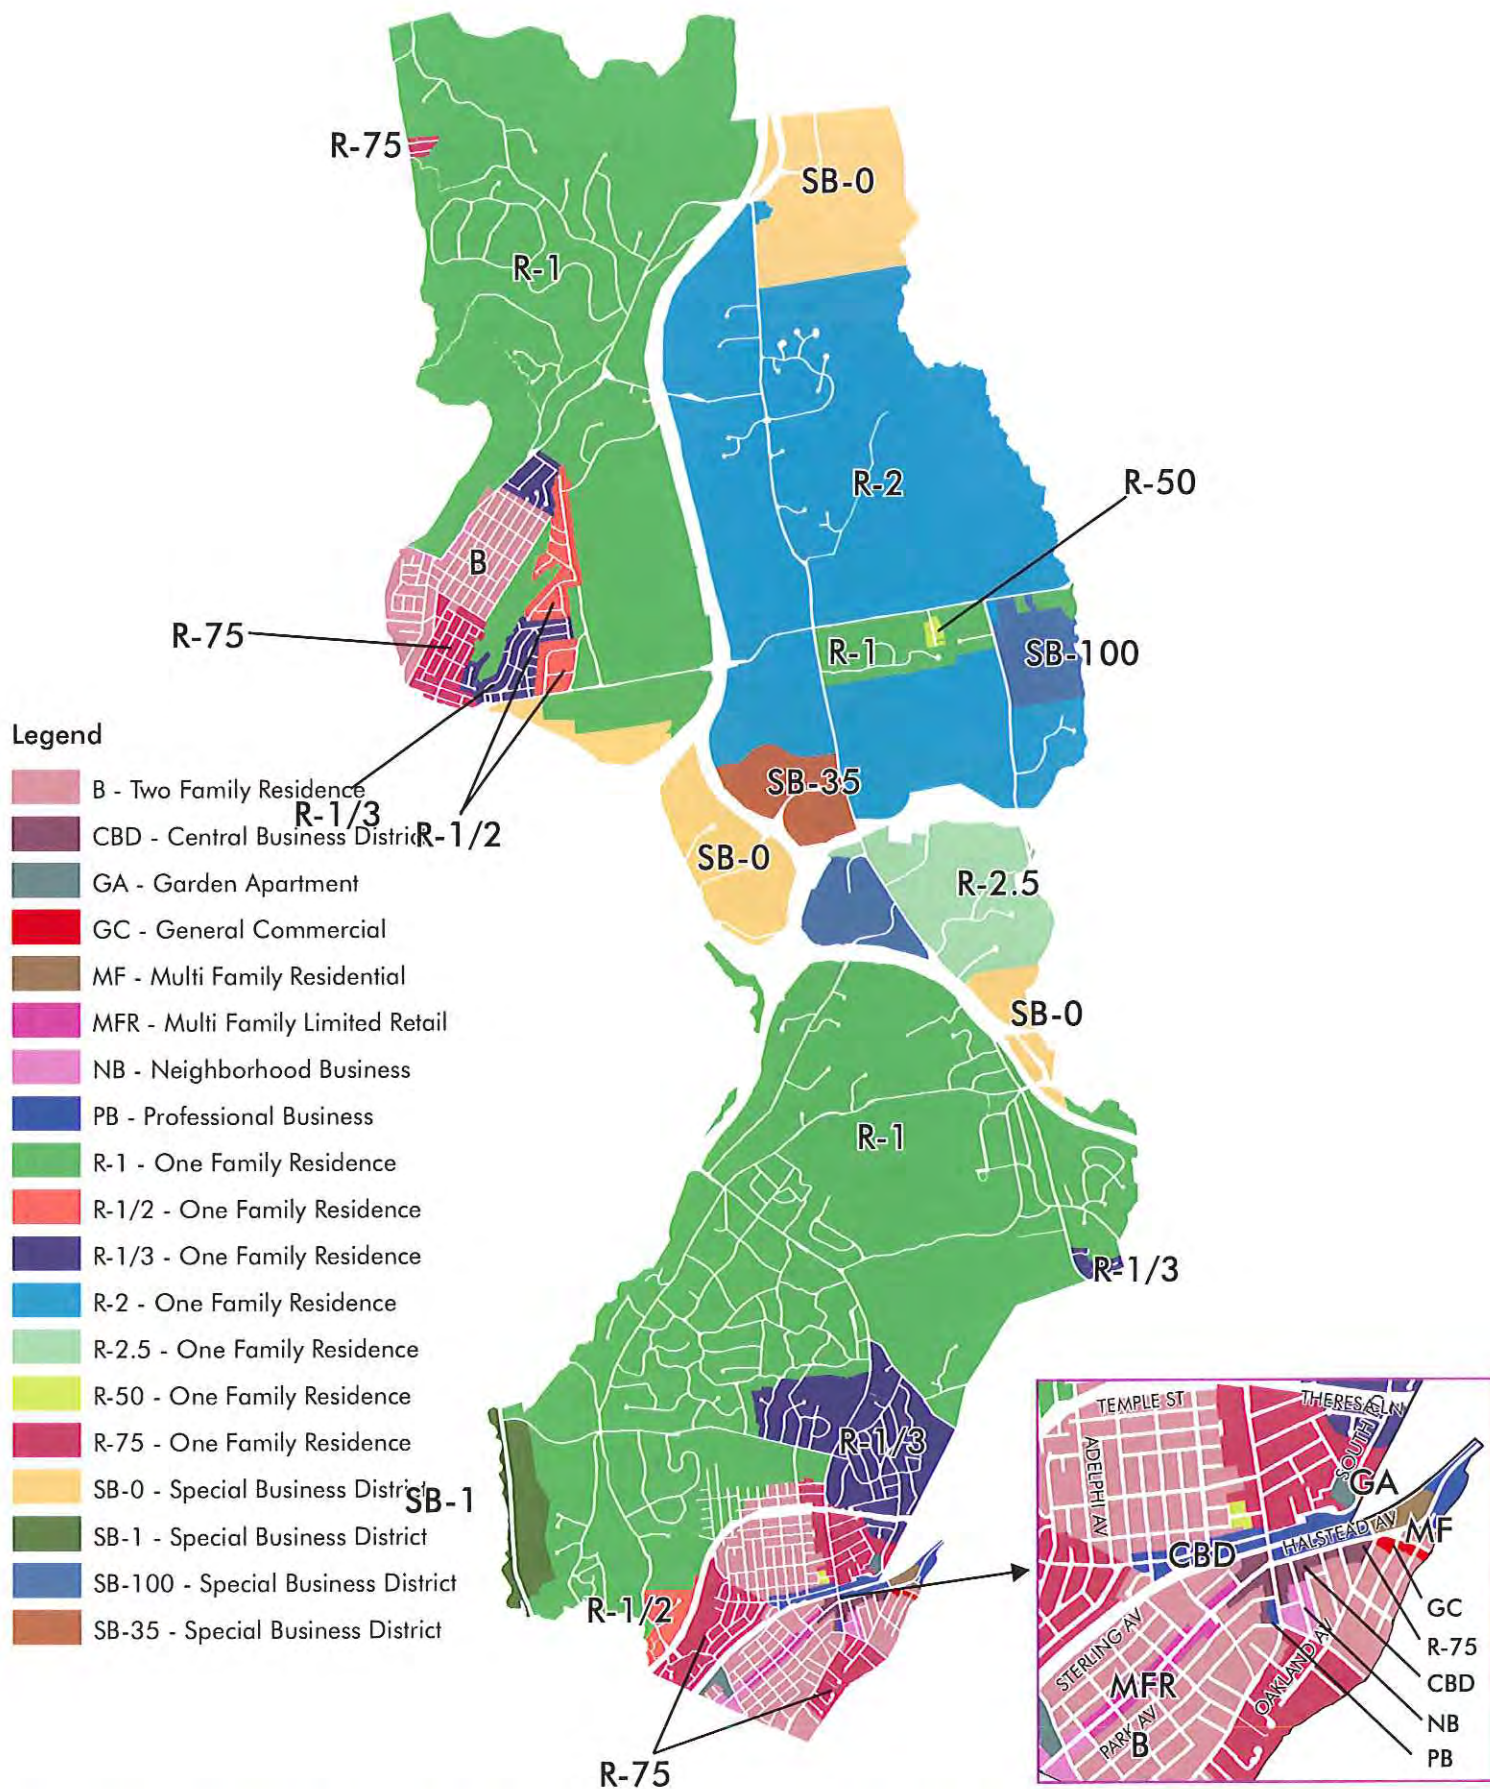 R-75
SB-0
R-1
R-2
R-50
B
R-75
R-1
SB-100
Legend
B - Two Family Residence
CBD - Central Business District
GA - Garden Apartment
GC - General Commercial
MF - Multi Family Residential
MFR - Multi Family Limited Retail
NB - Neighborhood Business
PB - Professional Business
R-1 - One Family Residence
R-1/2 - One Family Residence
R-1/3 - One Family Residence
R-2 - One Family Residence
R-2.5 - One Family Residence
R-50 - One Family Residence
R-75 - One Family Residence
SB-0 - Special Business District
SB-1 - Special Business District
SB-100 - Special Business District
SB-35 - Special Business District
R-1/3
R-1/2
SB-35
SB-0
R-2.5
SB-0
R-1
R-1/3
R-1/3
SB-1
R-1/2
R-75
TEMPLE ST
THERESA LN
ADELPHI AV
SOUTH
GA
HALSTEAD AV
MF
CBD
GC
R-75
CBD
NB
PB
STERLING AV
OAKLAND AV
MFR
PARK AV
B